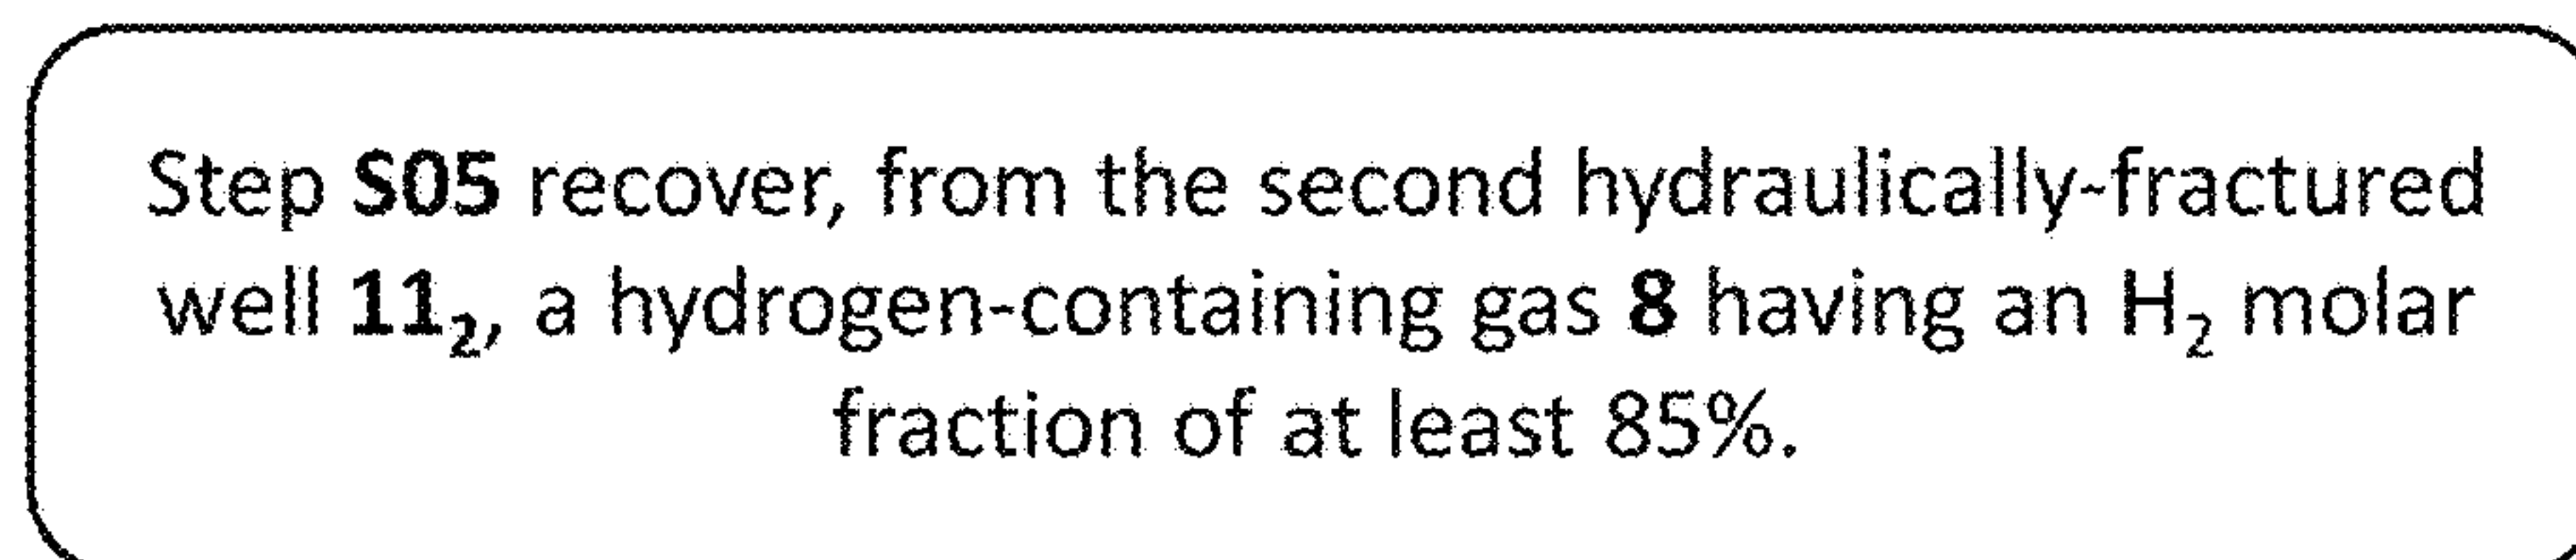 Step S05 recover, from the second hydraulically-fractured
well 11₂, a hydrogen-containing gas 8 having an H₂ molar
fraction of at least 85%.